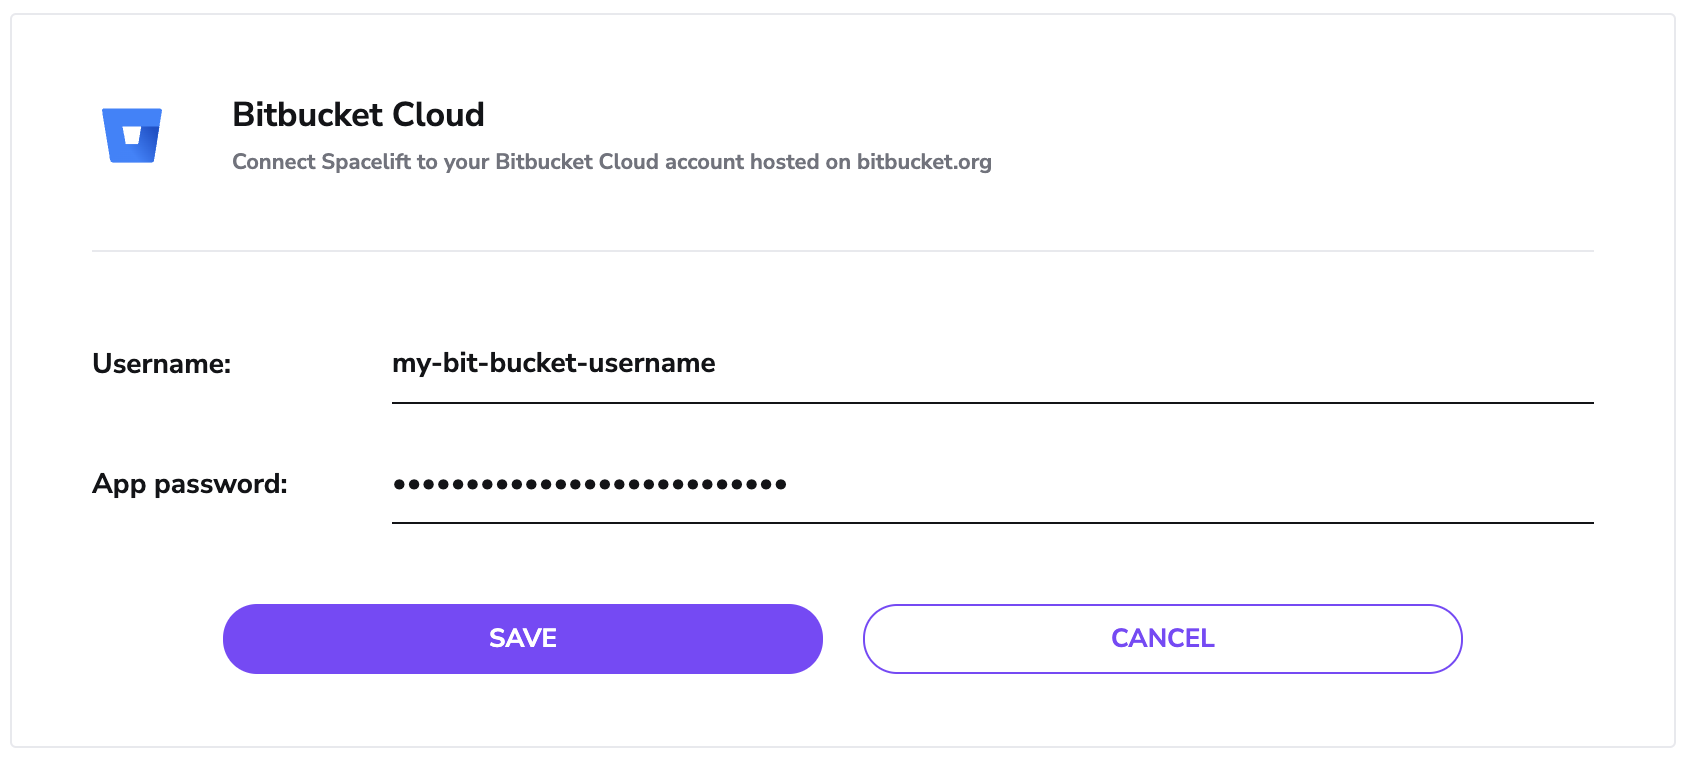 Bitbucket Cloud
Connect Spacelift to your Bitbucket Cloud account hosted on bitbucket.org
Username: my-bit-bucket-username
App password: •••••••••••••••••••••••••••
SAVE CANCEL